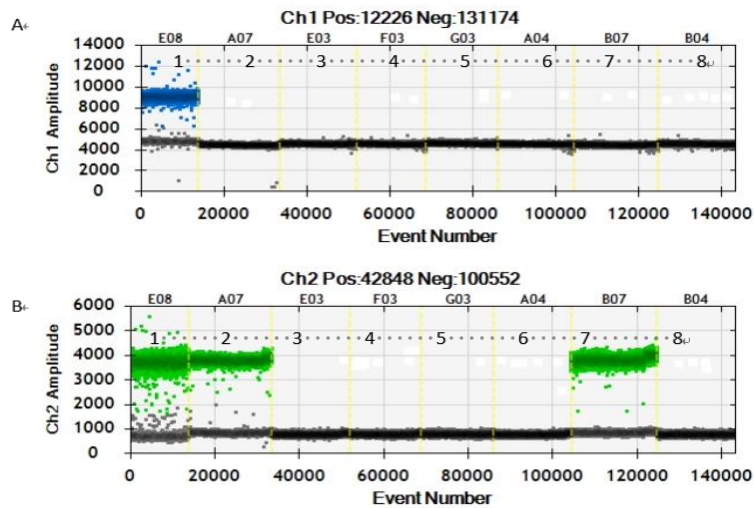 A
Ch1 Pos:12226 Neg:131174
E08 A07 E03 F03 G03 A04 B07 B04
1 2 3 4 5 6 7 8
14000
12000
10000
8000
6000
4000
2000
0
Ch1 Amplitude
0 20000 40000 60000 80000 100000 120000 140000
Event Number
B
Ch2 Pos:42848 Neg:100552
E08 A07 E03 F03 G03 A04 B07 B04
1 2 3 4 5 6 7 8
6000
5000
4000
3000
2000
1000
0
Ch2 Amplitude
0 20000 40000 60000 80000 100000 120000 140000
Event Number